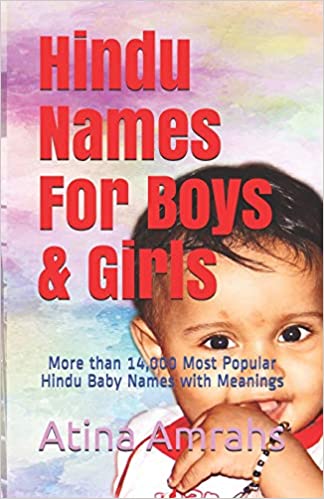 Hindu
Names
For Boys
& Girls
More than 14,000 Most Popular
Hindu Baby Names with Meanings
Atina Amrahs